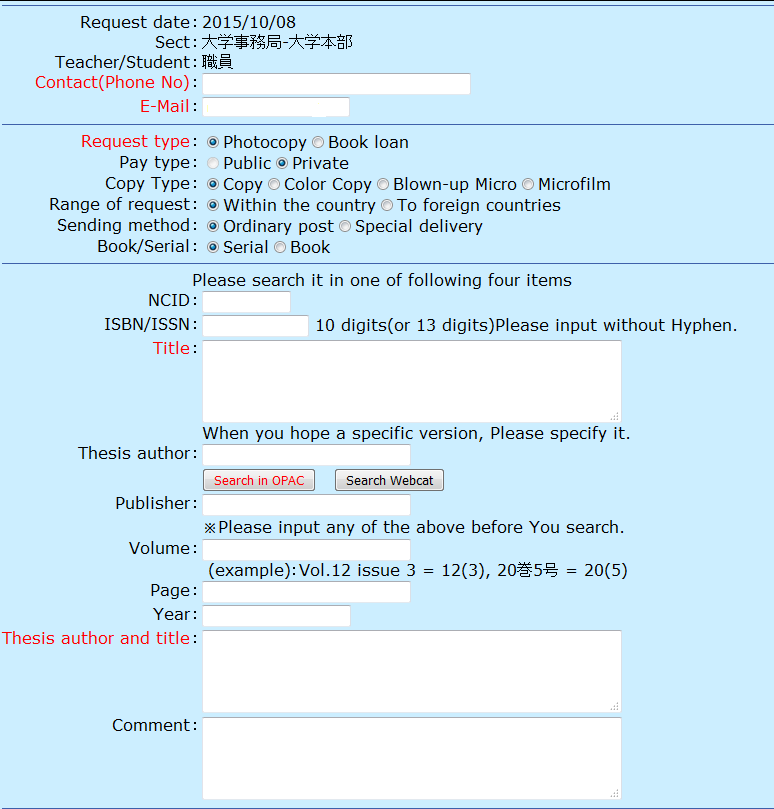 Request date: 2015/10/08
Sect: 大学事務局-大学本部
Teacher/Student: 職員
Contact(Phone No):
E-Mail:
Request type: Photocopy Book loan
Pay type: Public Private
Copy Type: Copy Color Copy Blown-up Micro Microfilm
Range of request: Within the country To foreign countries
Sending method: Ordinary post Special delivery
Book/Serial: Serial Book
Please search it in one of following four items
NCID:
ISBN/ISSN: 10 digits(or 13 digits)Please input without Hyphen.
Title:
When you hope a specific version, Please specify it.
Thesis author:
Search in OPAC Search Webcat
Publisher:
※Please input any of the above before You search.
Volume:
(example):Vol.12 issue 3 = 12(3), 20巻5号 = 20(5)
Page:
Year:
Thesis author and title:
Comment: